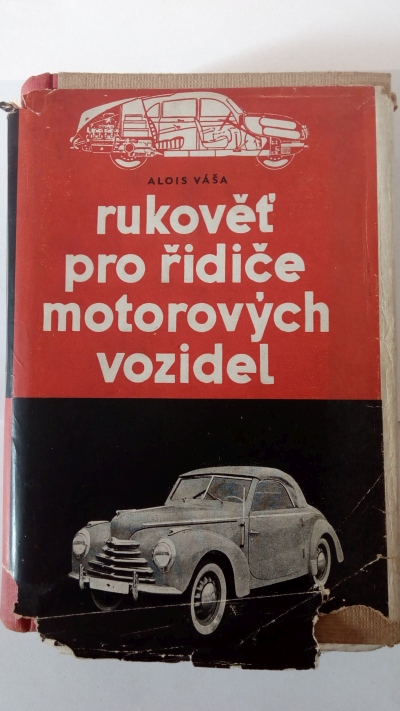 ALOIS VÁŠA
rukověť
pro řidiče
motorových
vozidel